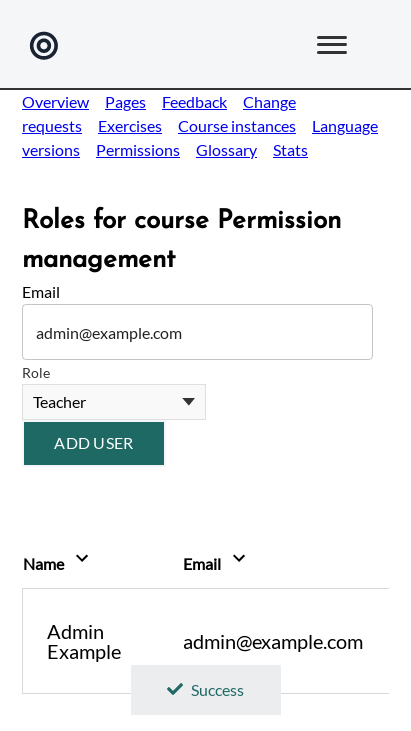 Overview Pages Feedback Change
requests Exercises Course instances Language
versions Permissions Glossary Stats
Roles for course Permission
management
Email
admin@example.com
Role
Teacher
ADD USER
Name Email
Admin
Example
admin@example.com
Success